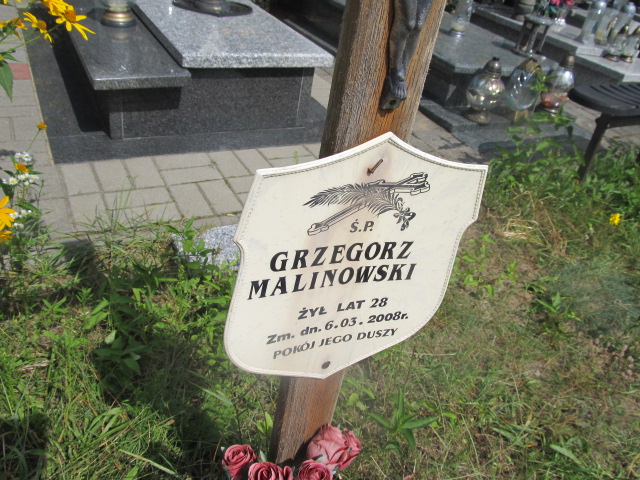 Ś.P.
GRZEGORZ
MALINOWSKI
ŻYŁ LAT 28
Zm. dn. 6.03.2008r.
POKÓJ JEGO DUSZY